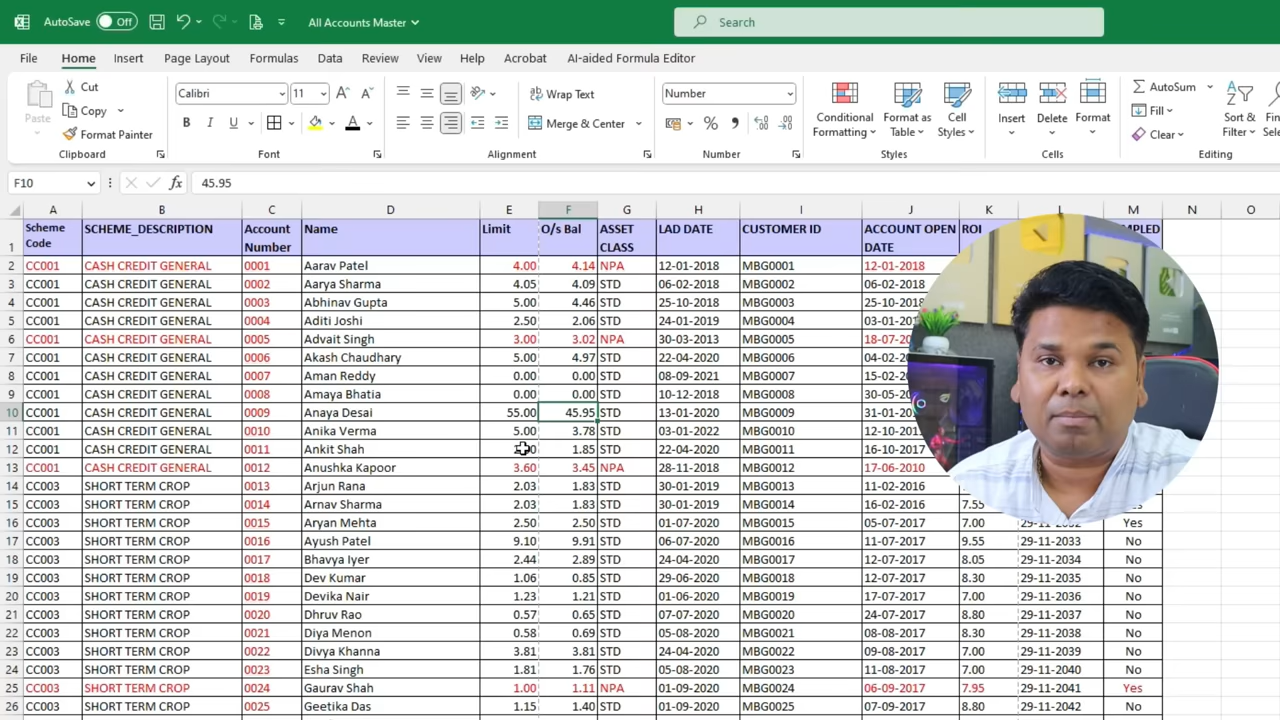 AutoSave Off All Accounts Master Search
File Home Insert Page Layout Formulas Data Review View Help Acrobat AI-aided Formula Editor
Paste Cut Copy Format Painter Clipboard
Calibri 11 B I U Font
Wrap Text Merge & Center Alignment
Number Number
Conditional Formatting Format as Table Cell Styles Styles
Insert Delete Format Cells
AutoSum Fill Clear Sort & Filter Editing
F10 fx 45.95
A B C D E F G H I J K L M N O
1 Scheme Code SCHEME_DESCRIPTION Account Number Name Limit O/s Bal ASSET CLASS LAD DATE CUSTOMER ID ACCOUNT OPEN DATE ROI
2 CC001 CASH CREDIT GENERAL 0001 Aarav Patel 4.00 4.14 NPA 12-01-2018 MBG0001 12-01-2018
3 CC001 CASH CREDIT GENERAL 0002 Aarya Sharma 4.05 4.09 STD 06-02-2018 MBG0002 06-02-2018
4 CC001 CASH CREDIT GENERAL 0003 Abhinav Gupta 5.00 4.46 STD 25-10-2018 MBG0003 25-10-2018
5 CC001 CASH CREDIT GENERAL 0004 Aditi Joshi 2.50 2.06 STD 24-01-2019 MBG0004
6 CC001 CASH CREDIT GENERAL 0005 Advait Singh 3.00 3.02 NPA 30-03-2013 MBG0005
7 CC001 CASH CREDIT GENERAL 0006 Akash Chaudhary 5.00 4.97 STD 22-04-2020 MBG0006
8 CC001 CASH CREDIT GENERAL 0007 Aman Reddy 0.00 0.00 STD 08-09-2021 MBG0007
9 CC001 CASH CREDIT GENERAL 0008 Amaya Bhatia 0.00 0.00 STD 10-12-2018 MBG0008
10 CC001 CASH CREDIT GENERAL 0009 Anaya Desai 55.00 45.95 STD 13-01-2020 MBG0009
11 CC001 CASH CREDIT GENERAL 0010 Anika Verma 5.00 3.78 STD 03-01-2022 MBG0010
12 CC001 CASH CREDIT GENERAL 0011 Ankit Shah 1.85 STD 22-04-2020 MBG0011 16-10-2017
13 CC001 CASH CREDIT GENERAL 0012 Anushka Kapoor 3.60 3.45 NPA 28-11-2018 MBG0012 17-06-2010
14 CC003 SHORT TERM CROP 0013 Arjun Rana 2.03 1.83 STD 30-01-2019 MBG0013 11-02-2016
15 CC003 SHORT TERM CROP 0014 Arnav Sharma 2.03 1.83 STD 30-01-2019 MBG0014 16-02-2016 7.55
16 CC003 SHORT TERM CROP 0015 Aryan Mehta 2.50 2.50 STD 01-07-2020 MBG0015 05-07-2017 7.00 29-11-2032 Yes
17 CC003 SHORT TERM CROP 0016 Ayush Patel 9.10 9.91 STD 06-07-2020 MBG0016 11-07-2017 9.55 29-11-2033 No
18 CC003 SHORT TERM CROP 0017 Bhavya Iyer 2.44 2.89 STD 24-04-2020 MBG0017 12-07-2017 8.05 29-11-2034 No
19 CC003 SHORT TERM CROP 0018 Dev Kumar 1.06 0.85 STD 29-06-2020 MBG0018 12-07-2017 8.30 29-11-2035 No
20 CC003 SHORT TERM CROP 0019 Devika Nair 1.23 1.21 STD 01-06-2020 MBG0019 17-07-2017 7.00 29-11-2036 No
21 CC003 SHORT TERM CROP 0020 Dhruv Rao 0.57 0.65 STD 07-07-2020 MBG0020 24-07-2017 8.80 29-11-2037 No
22 CC003 SHORT TERM CROP 0021 Diya Menon 0.58 0.69 STD 05-08-2020 MBG0021 08-08-2017 8.30 29-11-2038 No
23 CC003 SHORT TERM CROP 0022 Divya Khanna 3.81 3.81 STD 24-04-2020 MBG0022 09-08-2017 7.00 29-11-2039 No
24 CC003 SHORT TERM CROP 0023 Esha Singh 1.81 1.76 STD 05-08-2020 MBG0023 11-08-2017 7.00 29-11-2040 No
25 CC003 SHORT TERM CROP 0024 Gaurav Shah 1.00 1.11 NPA 01-09-2020 MBG0024 06-09-2017 7.95 29-11-2041 Yes
26 CC003 SHORT TERM CROP 0025 Geetika Das 1.15 1.40 STD 01-09-2020 MBG0025 07-09-2017 8.80 29-11-2042 No